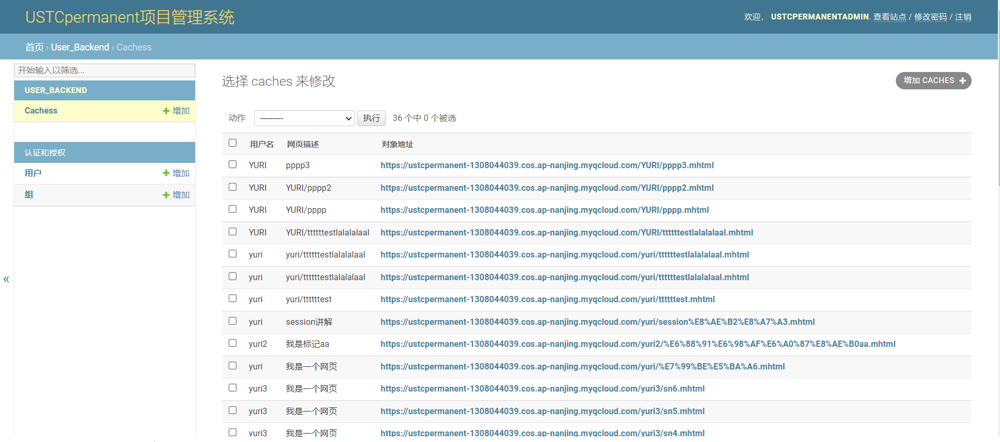 USTCpermanent项目管理系统
欢迎， USTCPERMANENTADMIN. 查看站点 / 修改密码 / 注销
首页 › User_Backend › Cachess
开始输入以筛选...
USER_BACKEND
Cachess 增加
认证和授权
用户 增加
组 增加
«
选择 caches 来修改
增加 CACHES
动作 --------- 执行 36 个中 0 个被选
用户名 网页描述 对象地址
YURI pppp3 https://ustcpermanent-1308044039.cos.ap-nanjing.myqcloud.com/YURI/pppp3.mhtml
YURI YURI/pppp2 https://ustcpermanent-1308044039.cos.ap-nanjing.myqcloud.com/YURI/pppp2.mhtml
YURI YURI/pppp https://ustcpermanent-1308044039.cos.ap-nanjing.myqcloud.com/YURI/pppp.mhtml
YURI YURI/ttttttestlalalalaal https://ustcpermanent-1308044039.cos.ap-nanjing.myqcloud.com/YURI/ttttttestlalalalaal.mhtml
yuri yuri/ttttttestlalalalaal https://ustcpermanent-1308044039.cos.ap-nanjing.myqcloud.com/yuri/ttttttestlalalalaal.mhtml
yuri yuri/ttttttestlalalalaal https://ustcpermanent-1308044039.cos.ap-nanjing.myqcloud.com/yuri/ttttttestlalalalaal.mhtml
yuri yuri/ttttttest https://ustcpermanent-1308044039.cos.ap-nanjing.myqcloud.com/yuri/ttttttest.mhtml
yuri session讲解 https://ustcpermanent-1308044039.cos.ap-nanjing.myqcloud.com/yuri/session%E8%AE%B2%E8%A7%A3.mhtml
yuri2 我是标记aa https://ustcpermanent-1308044039.cos.ap-nanjing.myqcloud.com/yuri2/%E6%88%91%E6%98%AF%E6%A0%87%E8%AE%B0aa.mhtml
yuri 我是一个网页 https://ustcpermanent-1308044039.cos.ap-nanjing.myqcloud.com/yuri/%E7%99%BE%E5%BA%A6.mhtml
yuri3 我是一个网页 https://ustcpermanent-1308044039.cos.ap-nanjing.myqcloud.com/yuri3/sn6.mhtml
yuri3 我是一个网页 https://ustcpermanent-1308044039.cos.ap-nanjing.myqcloud.com/yuri3/sn5.mhtml
yuri3 我是一个网页 https://ustcpermanent-1308044039.cos.ap-nanjing.myqcloud.com/yuri3/sn4.mhtml